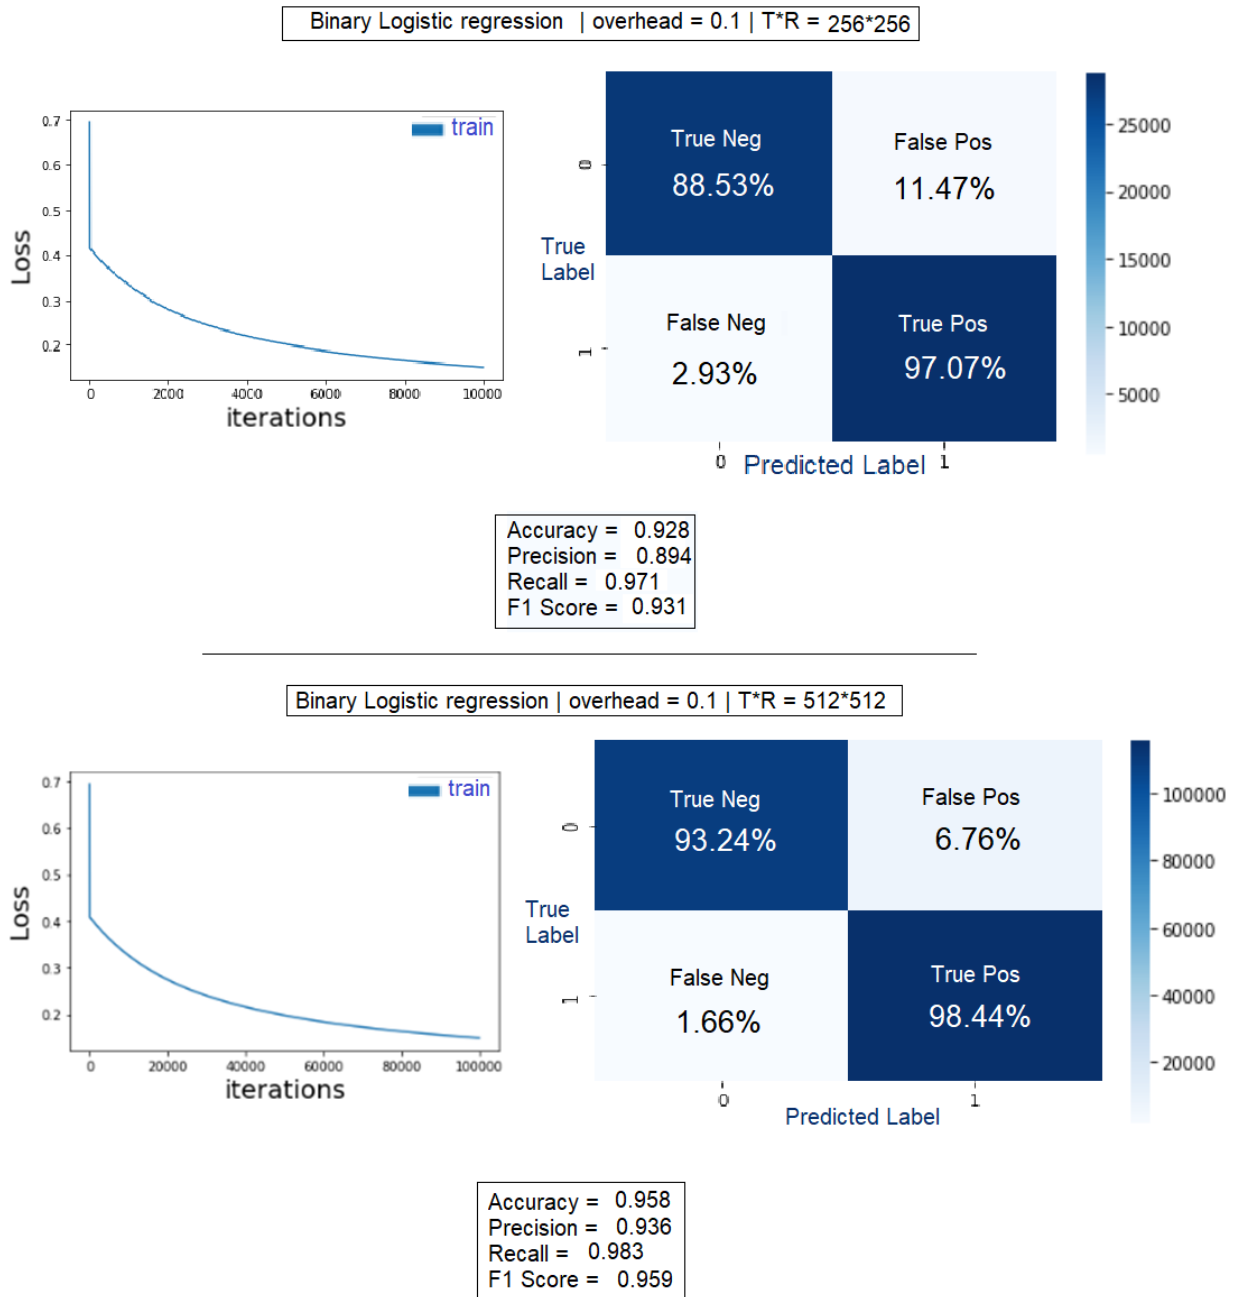 Binary Logistic regression | overhead = 0.1 | T*R = 256*256
train
0.7
0.6
0.5
0.4
0.3
0.2
Loss
0 2000 4000 6000 8000 10000
iterations
True Neg
88.53%
False Pos
11.47%
False Neg
2.93%
True Pos
97.07%
0
True
Label
1
0 Predicted Label 1
25000
20000
15000
10000
5000
Accuracy = 0.928
Precision = 0.894
Recall = 0.971
F1 Score = 0.931
Binary Logistic regression | overhead = 0.1 | T*R = 512*512
train
0.7
0.6
0.5
0.4
0.3
0.2
Loss
0 20000 40000 60000 80000 100000
iterations
True Neg
93.24%
False Pos
6.76%
False Neg
1.66%
True Pos
98.44%
0
True
Label
1
0 1
Predicted Label
100000
80000
60000
40000
20000
Accuracy = 0.958
Precision = 0.936
Recall = 0.983
F1 Score = 0.959